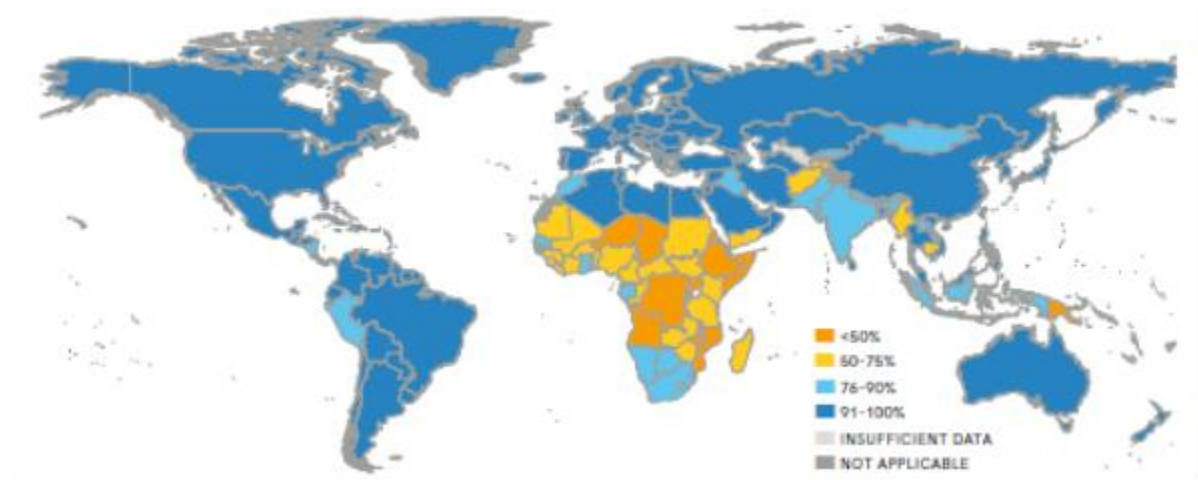 <50%
50-75%
76-90%
91-100%
INSUFFICIENT DATA
NOT APPLICABLE